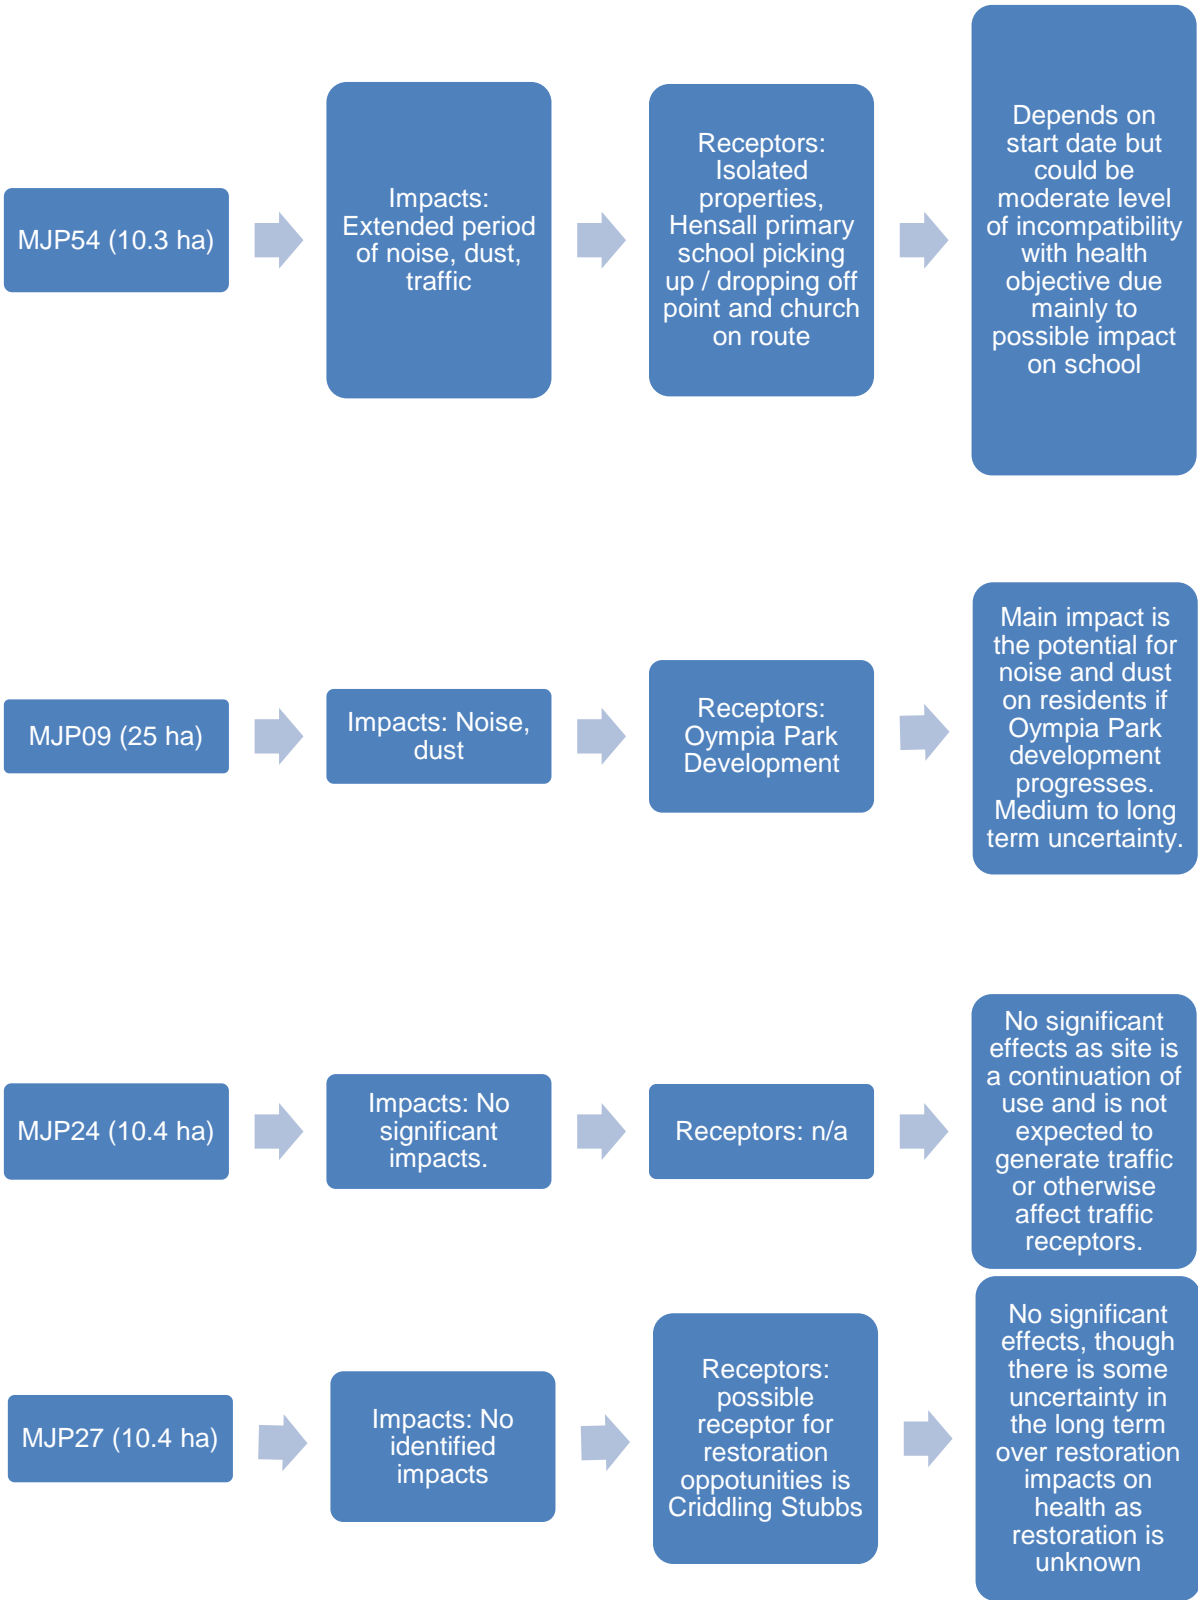 MJP54 (10.3 ha)
Impacts:
Extended period
of noise, dust,
traffic
Receptors:
Isolated
properties,
Hensall primary
school picking
up / dropping off
point and church
on route
Depends on
start date but
could be
moderate level
of incompatibility
with health
objective due
mainly to
possible impact
on school
MJP09 (25 ha)
Impacts: Noise,
dust
Receptors:
Oympia Park
Development
Main impact is
the potential for
noise and dust
on residents if
Oympia Park
development
progresses.
Medium to long
term uncertainty.
MJP24 (10.4 ha)
Impacts: No
significant
impacts.
Receptors: n/a
No significant
effects as site is
a continuation of
use and is not
expected to
generate traffic
or otherwise
affect traffic
receptors.
MJP27 (10.4 ha)
Impacts: No
identified
impacts
Receptors:
possible
receptor for
restoration
oppotunities is
Criddling Stubbs
No significant
effects, though
there is some
uncertainty in
the long term
over restoration
impacts on
health as
restoration is
unknown